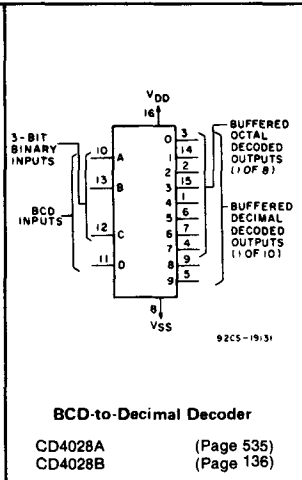 VDD
16
3-BIT
BINARY
INPUTS
BCD
INPUTS
10 A
13 B
12 C
11 D
0 3
1 14
2 2
3 15
4 1
5 6
6 7
7 4
8 9
9 5
BUFFERED
OCTAL
DECODED
OUTPUTS
(1 OF 8)
BUFFERED
DECIMAL
DECODED
OUTPUTS
(1 OF 10)
8
VSS
92CS-19131
BCD-to-Decimal Decoder
CD4028A (Page 535)
CD4028B (Page 136)